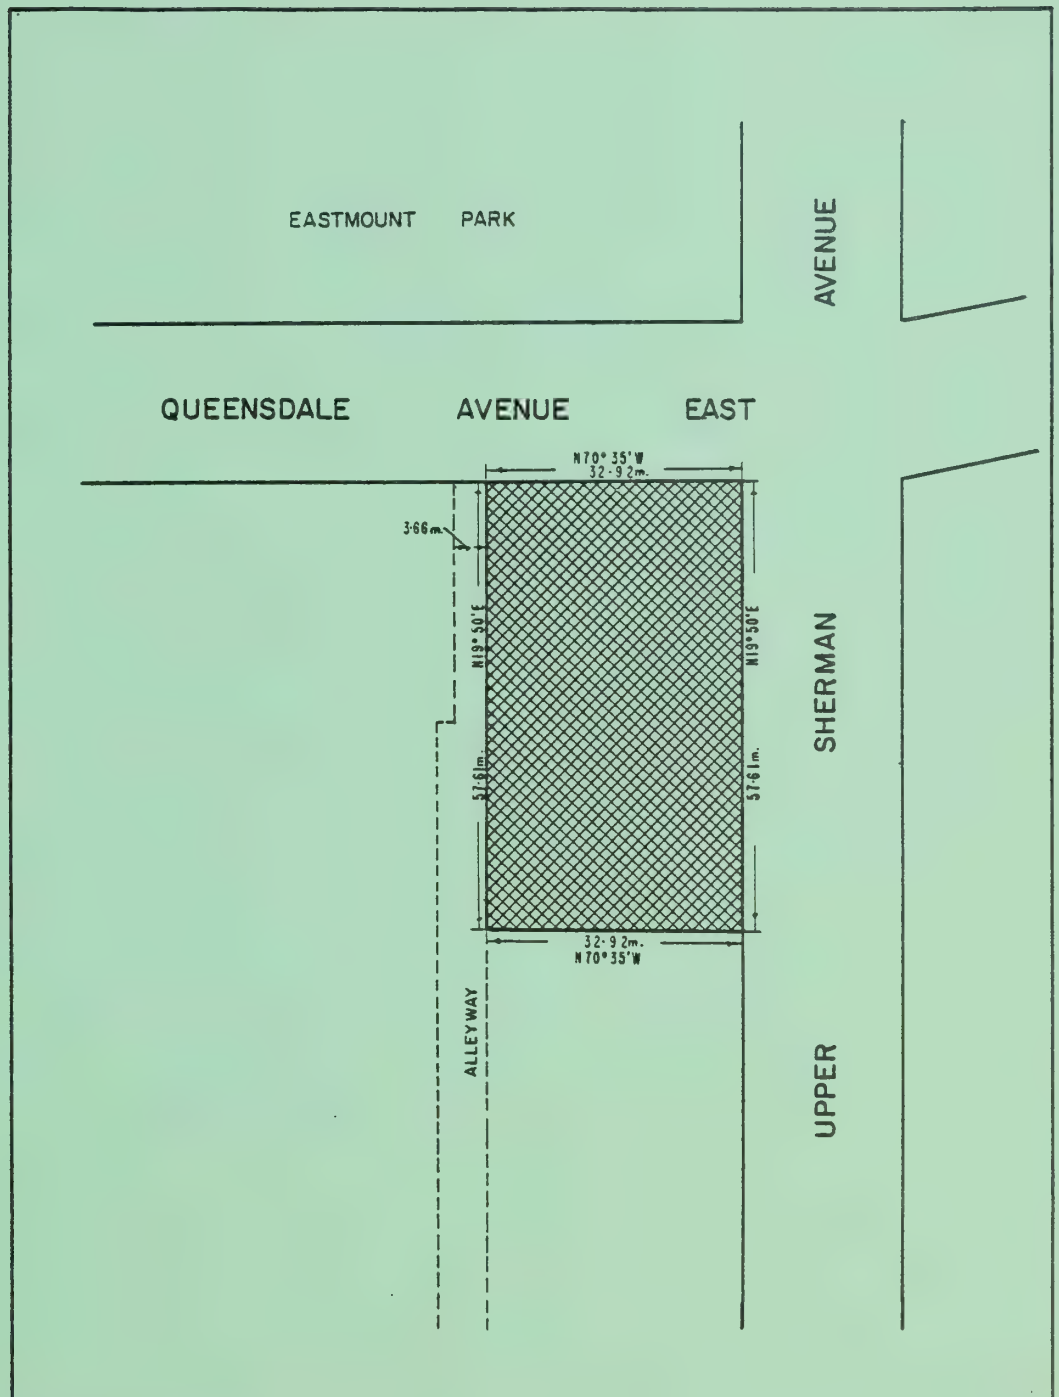 EASTMOUNT PARK
AVENUE
QUEENSDALE AVENUE EAST
N70° 35'W
32·92m.
3·66m.
N19° 50'E
N19° 50'E
SHERMAN
57·61m.
57·61m.
32·92m.
N70° 35'W
ALLEYWAY
UPPER